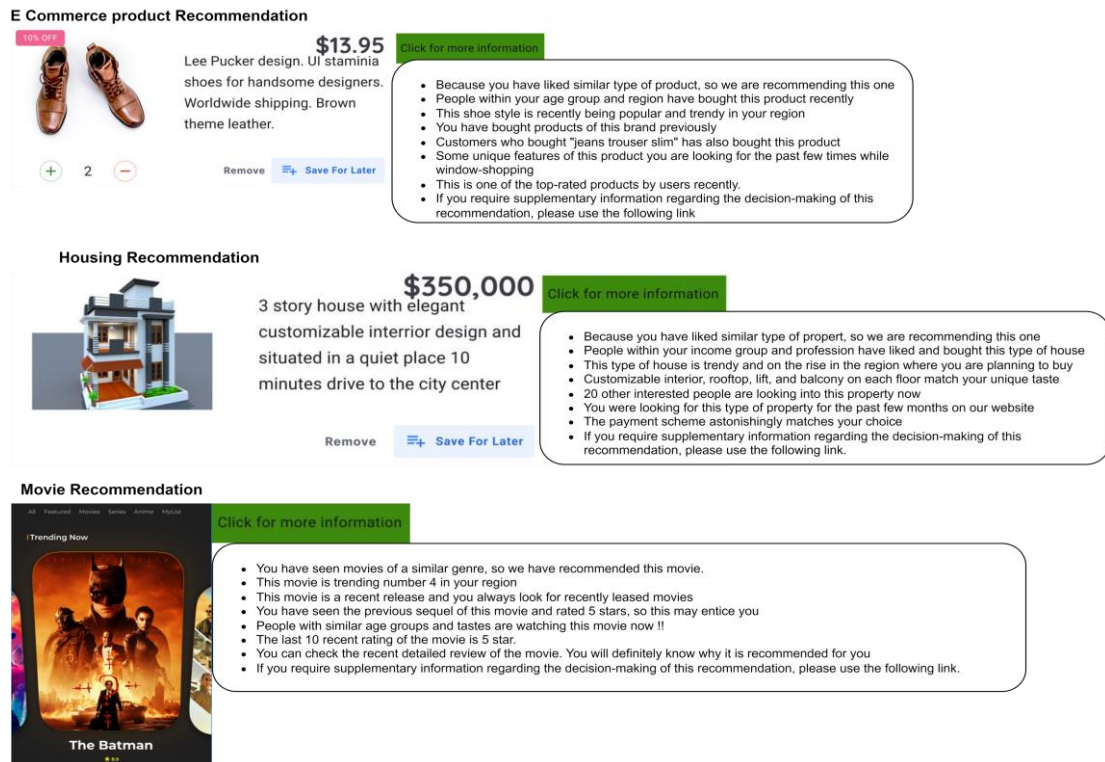 E Commerce product Recommendation
10% OFF
$13.95
Lee Pucker design. UI staminia
shoes for handsome designers.
Worldwide shipping. Brown
theme leather.
2
Remove
Save For Later
Click for more information
Because you have liked similar type of product, so we are recommending this one
People within your age group and region have bought this product recently
This shoe style is recently being popular and trendy in your region
You have bought products of this brand previously
Customers who bought "jeans trouser slim" has also bought this product
Some unique features of this product you are looking for the past few times while
window-shopping
This is one of the top-rated products by users recently.
If you require supplementary information regarding the decision-making of this
recommendation, please use the following link
Housing Recommendation
$350,000
3 story house with elegant
customizable interrior design and
situated in a quiet place 10
minutes drive to the city center
Remove
Save For Later
Click for more information
Because you have liked similar type of propert, so we are recommending this one
People within your income group and profession have liked and bought this type of house
This type of house is trendy and on the rise in the region where you are planning to buy
Customizable interior, rooftop, lift, and balcony on each floor match your unique taste
20 other interested people are looking into this property now
You were looking for this type of property for the past few months on our website
The payment scheme astonishingly matches your choice
If you require supplementary information regarding the decision-making of this
recommendation, please use the following link.
Movie Recommendation
All Featured Movies Series Anime MyList
Trending Now
The Batman
8.0
Click for more information
You have seen movies of a similar genre, so we have recommended this movie.
This movie is trending number 4 in your region
This movie is a recent release and you always look for recently leased movies
You have seen the previous sequel of this movie and rated 5 stars, so this may entice you
People with similar age groups and tastes are watching this movie now !!
The last 10 recent rating of the movie is 5 star.
You can check the recent detailed review of the movie. You will definitely know why it is recommended for you
If you require supplementary information regarding the decision-making of this recommendation, please use the following link.